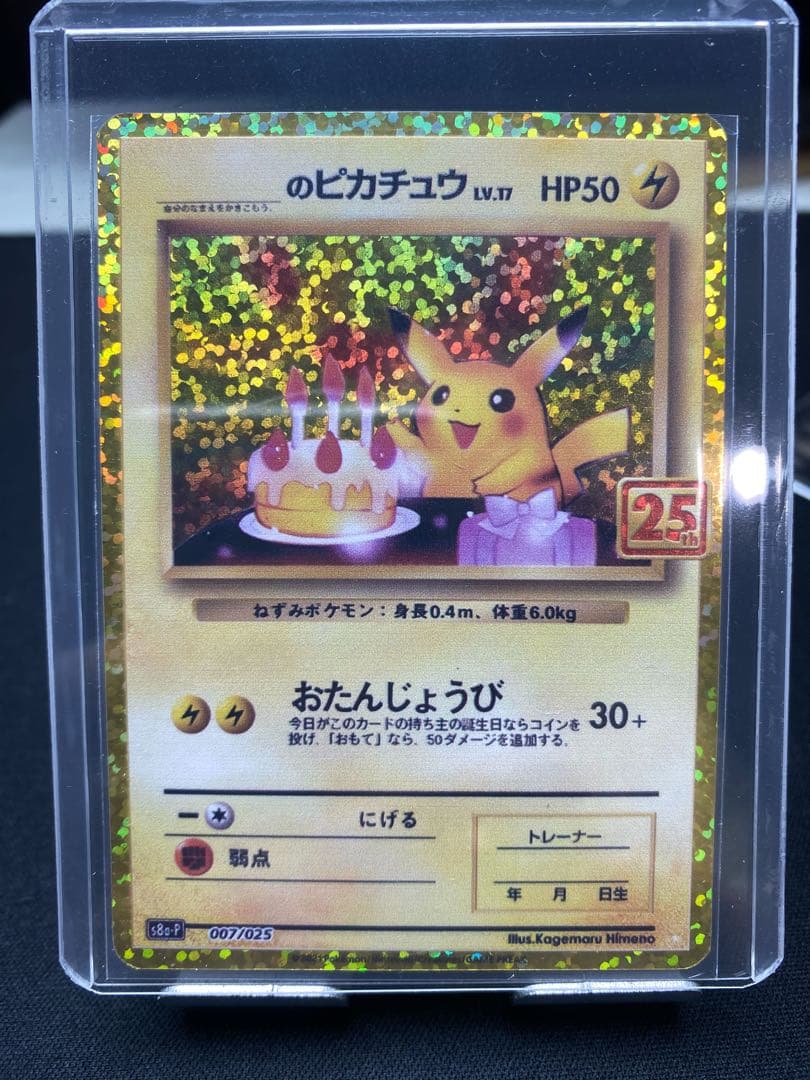 のピカチュウ LV.17 HP50
自分のなまえをかきこもう。
25th
ねずみポケモン：身長0.4m、体重6.0kg
おたんじょうび 30+
今日がこのカードの持ち主の誕生日ならコインを
投げ、「おもて」なら、50ダメージを追加する。
にげる
弱点
トレーナー
年 月 日生
s8a-P 007/025
Illus.Kagemaru Himeno